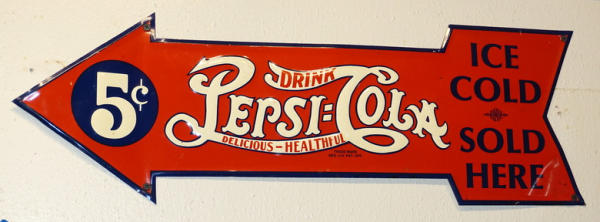 5¢
DRINK
PEPSI=COLA
DELICIOUS-HEALTHFUL
ICE
COLD
SOLD
HERE